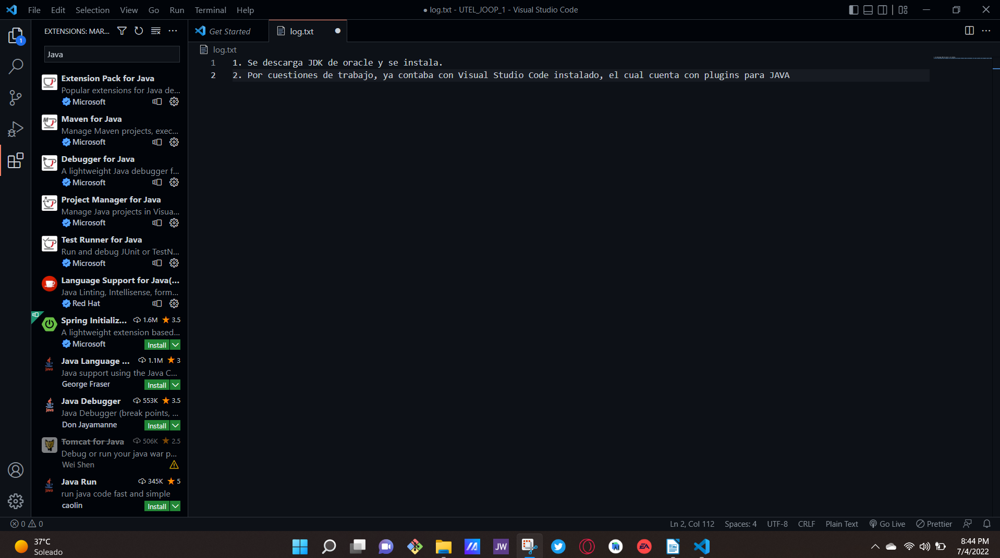 File Edit Selection View Go Run Terminal Help
● log.txt - UTEL_JOOP_1 - Visual Studio Code
EXTENSIONS: MAR...
Get Started
log.txt
1
Java
log.txt
1 1. Se descarga JDK de oracle y se instala.
2 2. Por cuestiones de trabajo, ya contaba con Visual Studio Code instalado, el cual cuenta con plugins para JAVA
Extension Pack for Java
Popular extensions for Java de...
Microsoft
Maven for Java
Manage Maven projects, exec...
Microsoft
Debugger for Java
A lightweight Java debugger f...
Microsoft
Project Manager for Java
Manage Java projects in Visua...
Microsoft
Test Runner for Java
Run and debug JUnit or TestN...
Microsoft
Language Support for Java(...
Java Linting, Intellisense, form...
Red Hat
Spring Initializ... 1.6M 3.5
A lightweight extension based...
Microsoft Install
Java Language ... 1.1M 3
Java support using the Java C...
George Fraser Install
Java Debugger 553K 3.5
Java Debugger (break points, ...
Don Jayamanne Install
Tomcat for Java 506K 2.5
Debug or run your java war p...
Wei Shen
Java Run 345K 5
run java code fast and simple
caolin Install
0 0
Ln 2, Col 112 Spaces: 4 UTF-8 CRLF Plain Text Go Live Prettier
37°C
Soleado
JW
EA
8:44 PM
7/4/2022